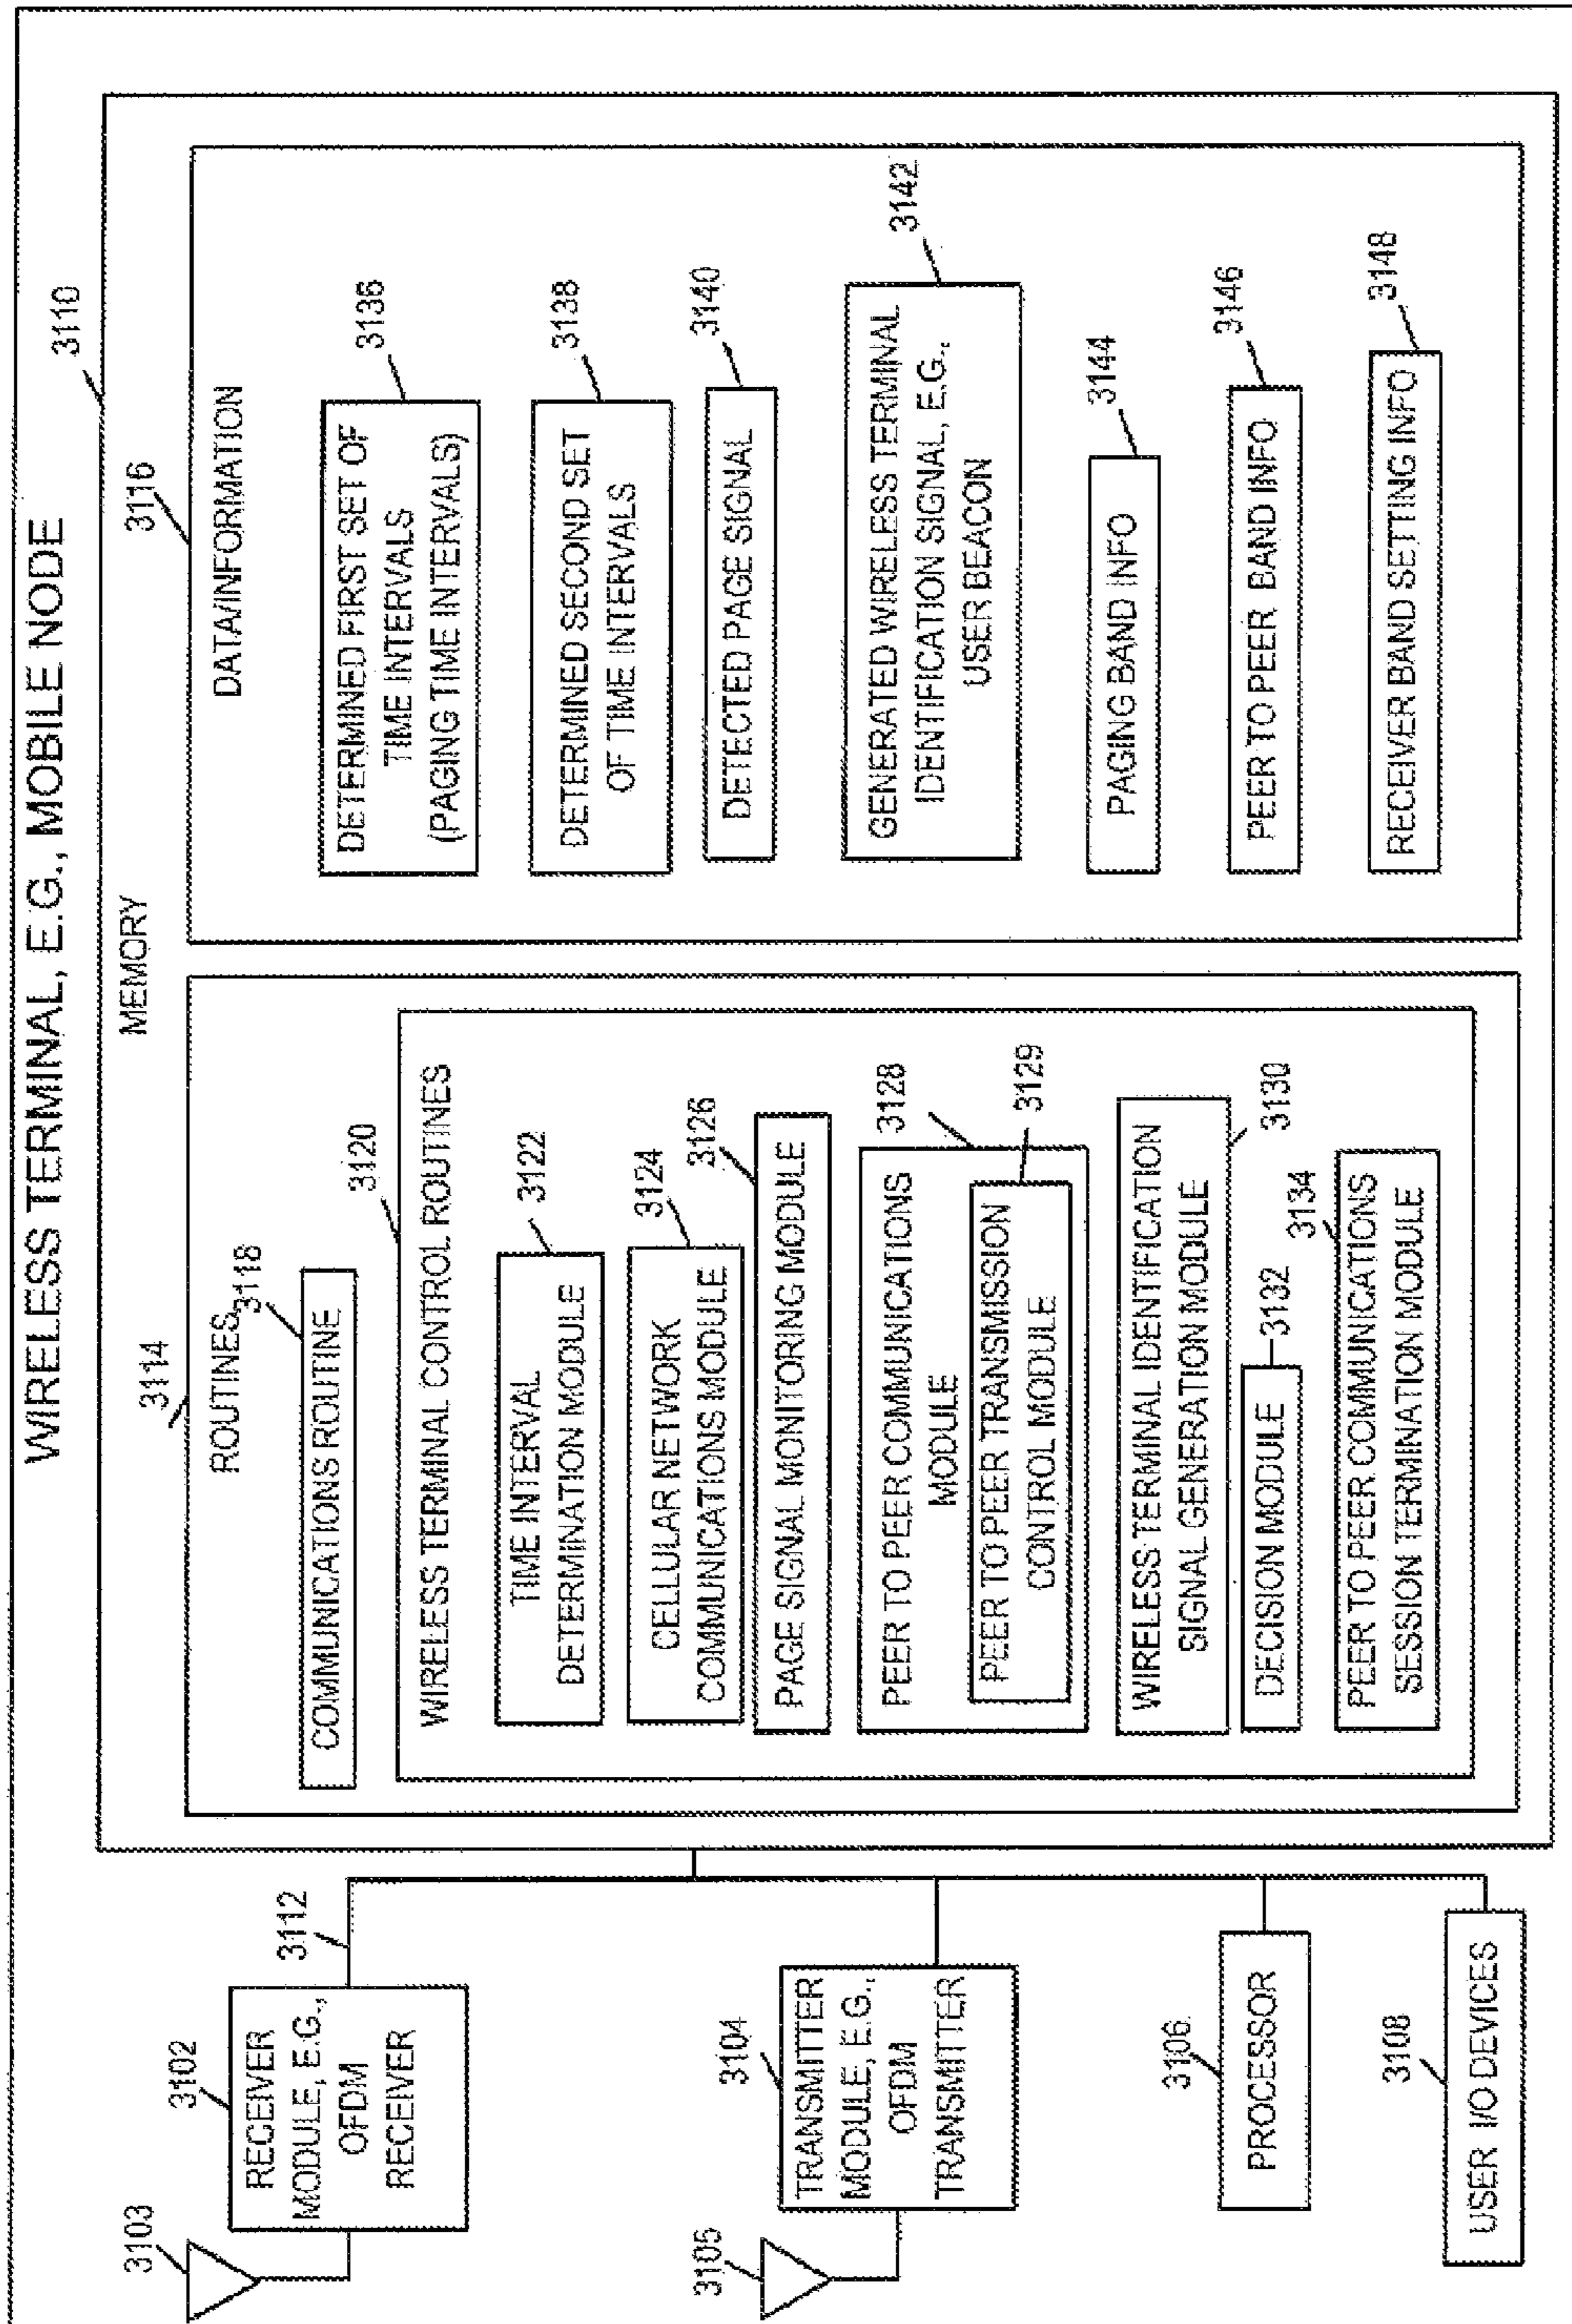 WIRELESS TERMINAL, E.G., MOBILE NODE
3110
MEMORY
3114
ROUTINES
3118
COMMUNICATIONS ROUTINE
3120
WIRELESS TERMINAL CONTROL ROUTINES
TIME INTERVAL
DETERMINATION MODULE
3122
CELLULAR NETWORK
COMMUNICATIONS MODULE
3124
3126
PAGE SIGNAL MONITORING MODULE
PEER TO PEER COMMUNICATIONS
MODULE
3128
PEER TO PEER TRANSMISSION
CONTROL MODULE
3129
WIRELESS TERMINAL IDENTIFICATION
SIGNAL GENERATION MODULE
3130
DECISION MODULE
3132
PEER TO PEER COMMUNICATIONS
SESSION TERMINATION MODULE
3134
3116
DATA/INFORMATION
DETERMINED FIRST SET OF
TIME INTERVALS
(PAGING TIME INTERVALS)
3136
DETERMINED SECOND SET
OF TIME INTERVALS
3138
DETECTED PAGE SIGNAL
3140
GENERATED WIRELESS TERMINAL
IDENTIFICATION SIGNAL, E.G.,
USER BEACON
3142
PAGING BAND INFO
3144
PEER TO PEER BAND INFO
3146
RECEIVER BAND SETTING INFO
3148
3103
3102
RECEIVER
MODULE, E.G.,
OFDM
RECEIVER
3112
3105
3104
TRANSMITTER
MODULE, E.G.,
OFDM
TRANSMITTER
3106
PROCESSOR
3108
USER I/O DEVICES